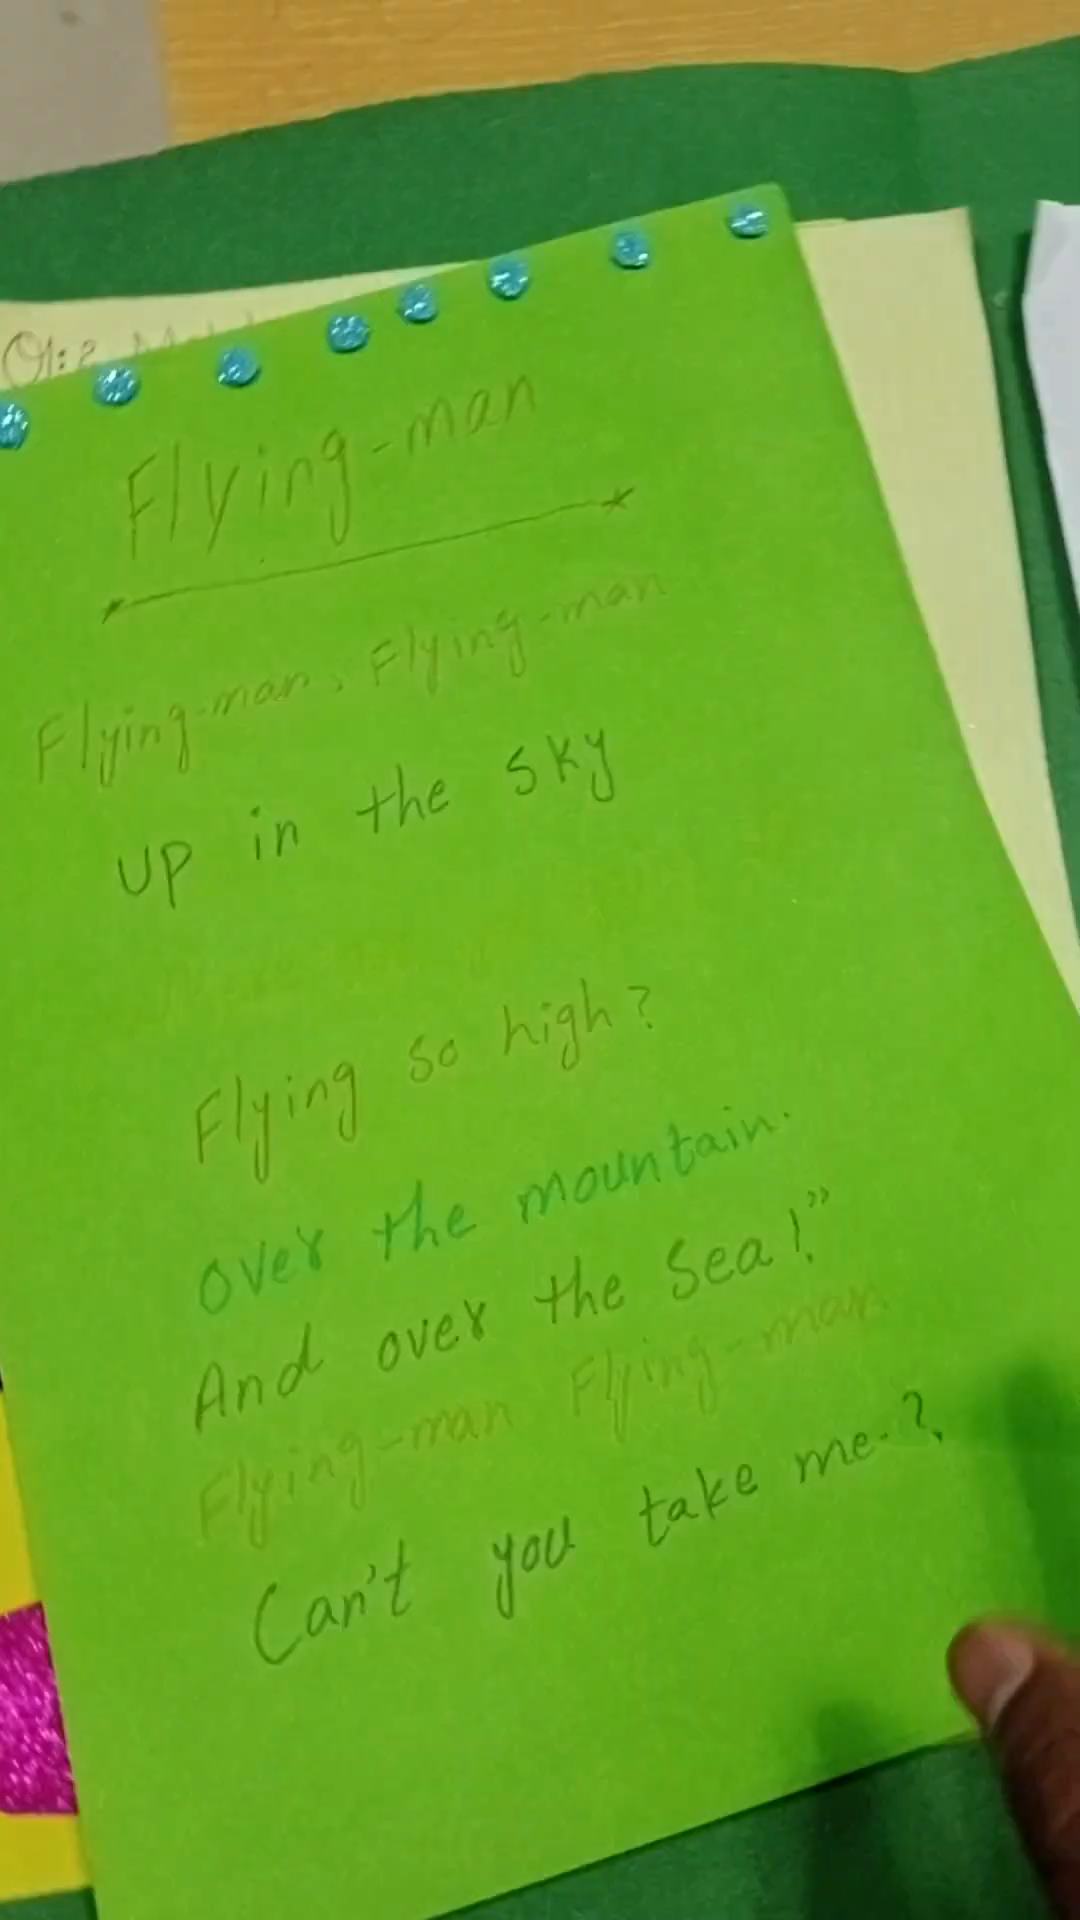 Flying-man
Flying-man, Flying-man
UP in the sky
Flying so high?
over the mountain.
And over the Sea!”
Flying-man Flying-man
Can't you take me.?